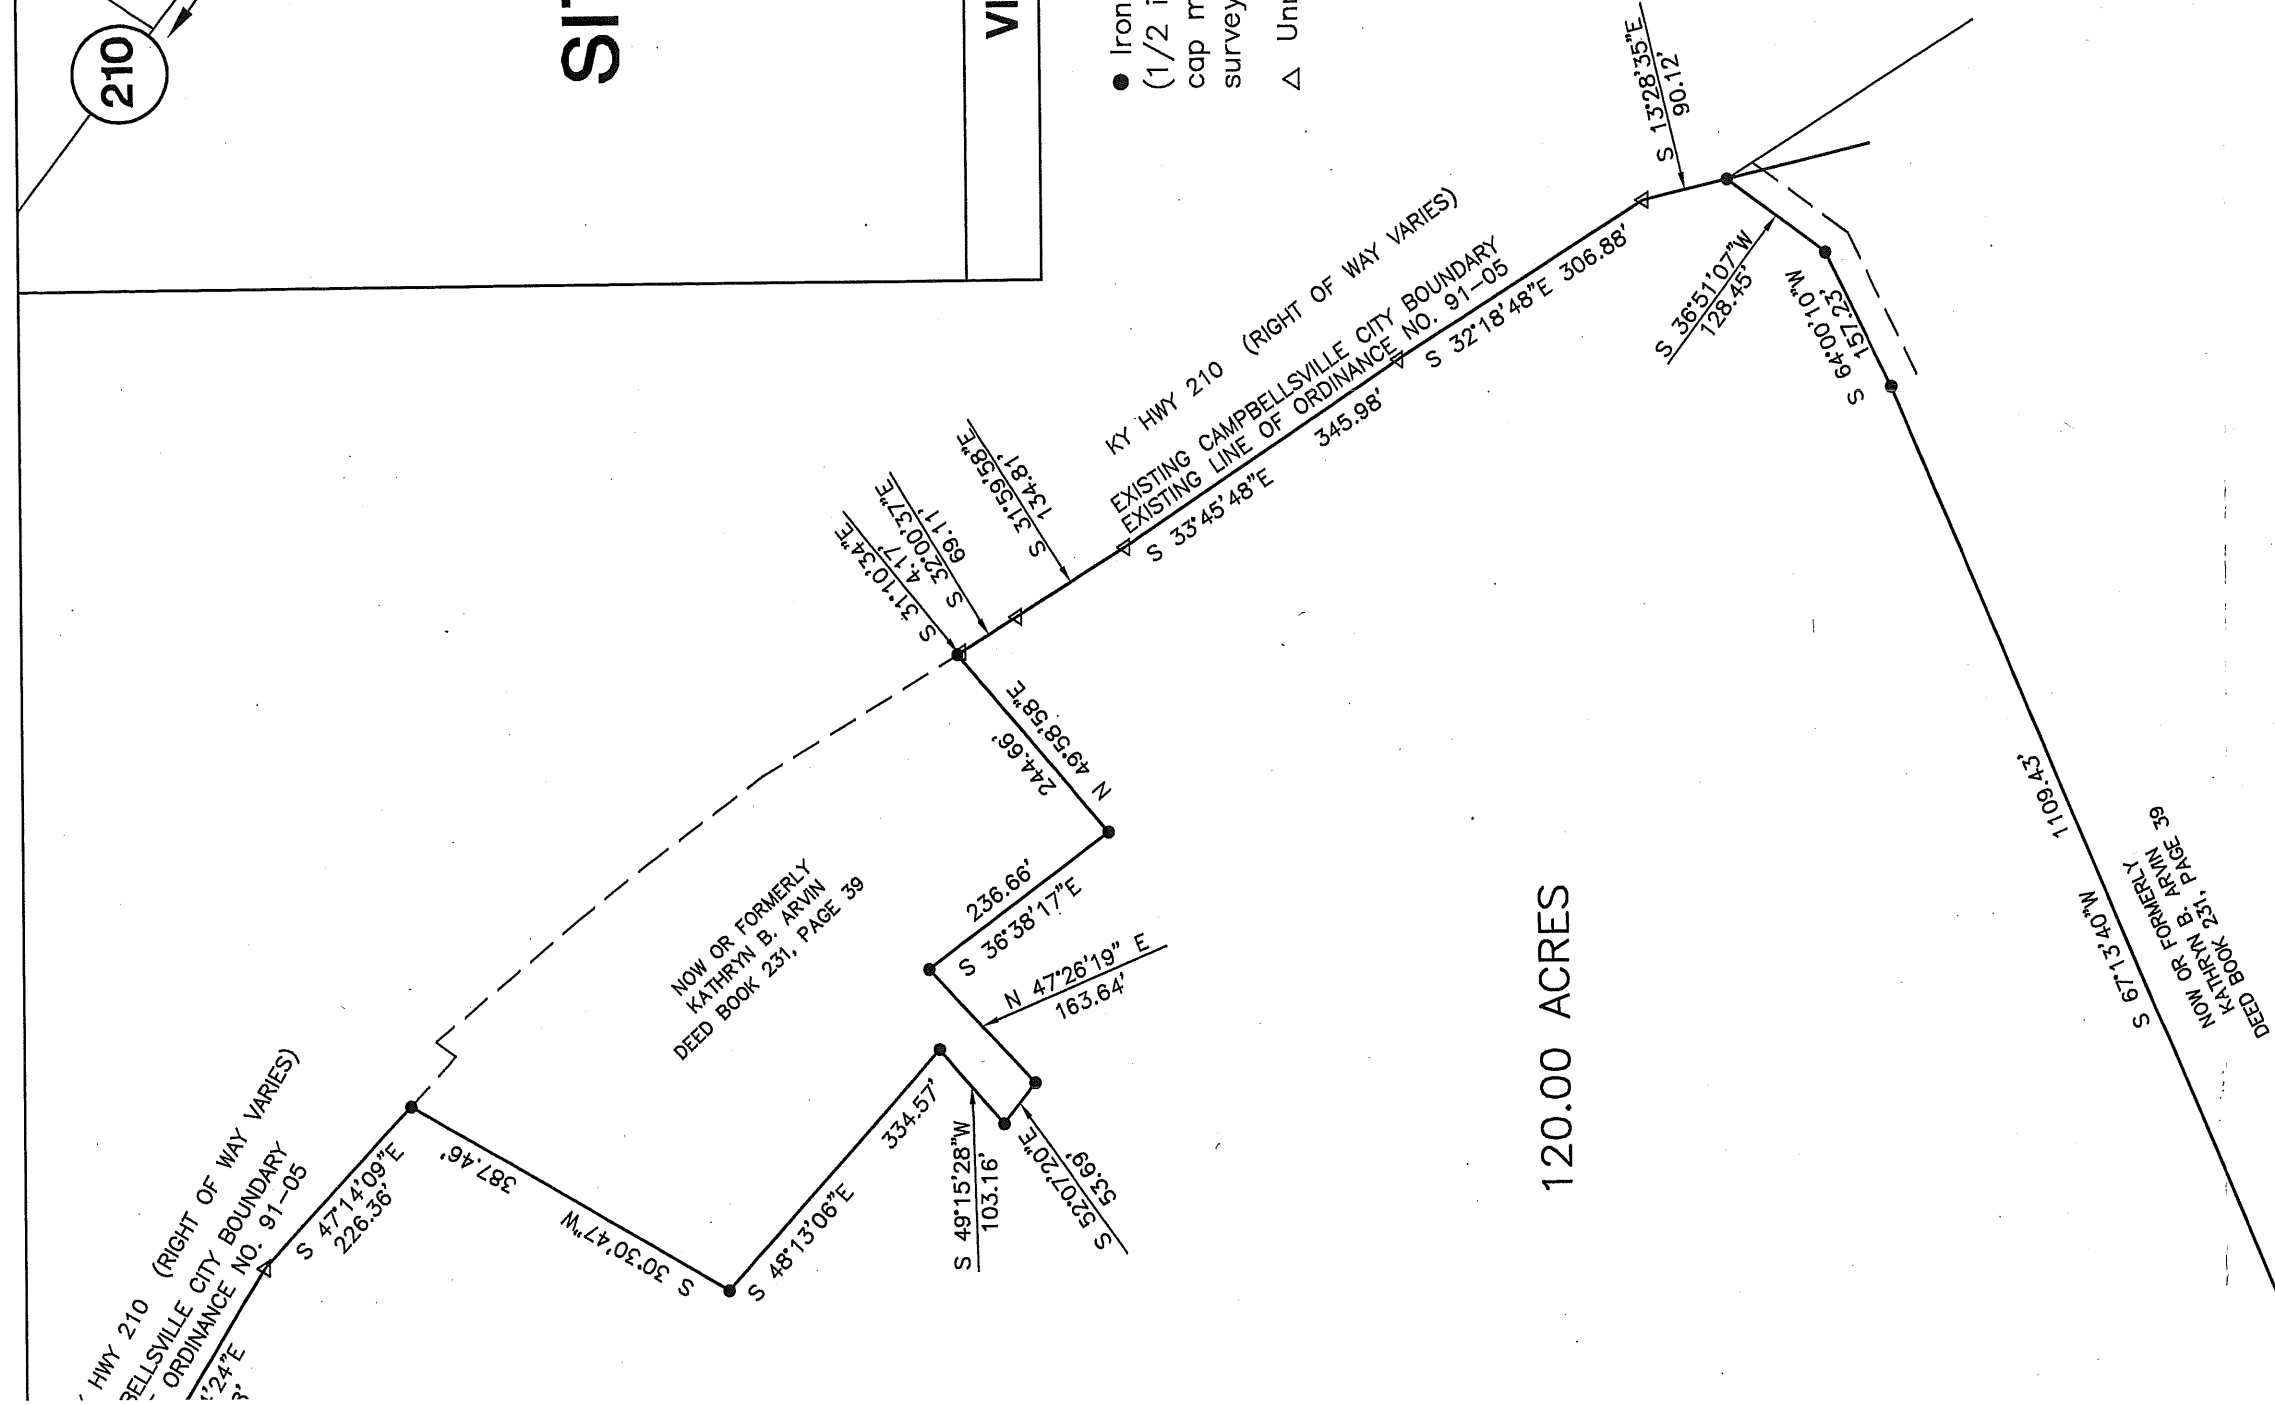 210
SIT
VI
● Iron
(1/2 i
cap m
survey
△ Unm
S 13°28'35"E
90.12'
KY HWY 210 (RIGHT OF WAY VARIES)
EXISTING CAMPBELLSVILLE CITY BOUNDARY
EXISTING LINE OF ORDINANCE NO. 91-05
S 32°18'48"E 306.88'
S 33°45'48"E 345.98'
S 36°51'07"W
128.45'
S 64°00'10"W
157.23'
S 31°59'58"E
134.81'
S 32°00'37"E
69.11'
S 31°10'34"E
4.17'
N 49°58'58"E
244.66'
236.66'
S 36°38'17"E
N 47°26'19" E
163.64'
NOW OR FORMERLY
KATHRYN B. ARVIN
DEED BOOK 231, PAGE 39
334.57'
S 48°13'06"E
S 49°15'28"W
103.16'
S 52°07'20"E
53.69'
387.46'
S 30°30'47"W
S 47°14'09"E
226.36'
HWY 210 (RIGHT OF WAY VARIES)
BELLSVILLE CITY BOUNDARY
ORDINANCE NO. 91-05
'24"E
3'
120.00 ACRES
1109.43'
S 67°13'40"W
NOW OR FORMERLY
KATHRYN B. ARVIN
DEED BOOK 231, PAGE 39